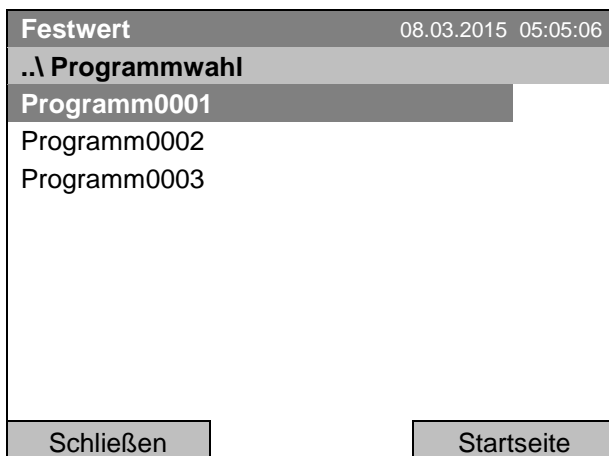 Festwert 08.03.2015 05:05:06
..\ Programmwahl
Programm0001
Programm0002
Programm0003
Schließen Startseite